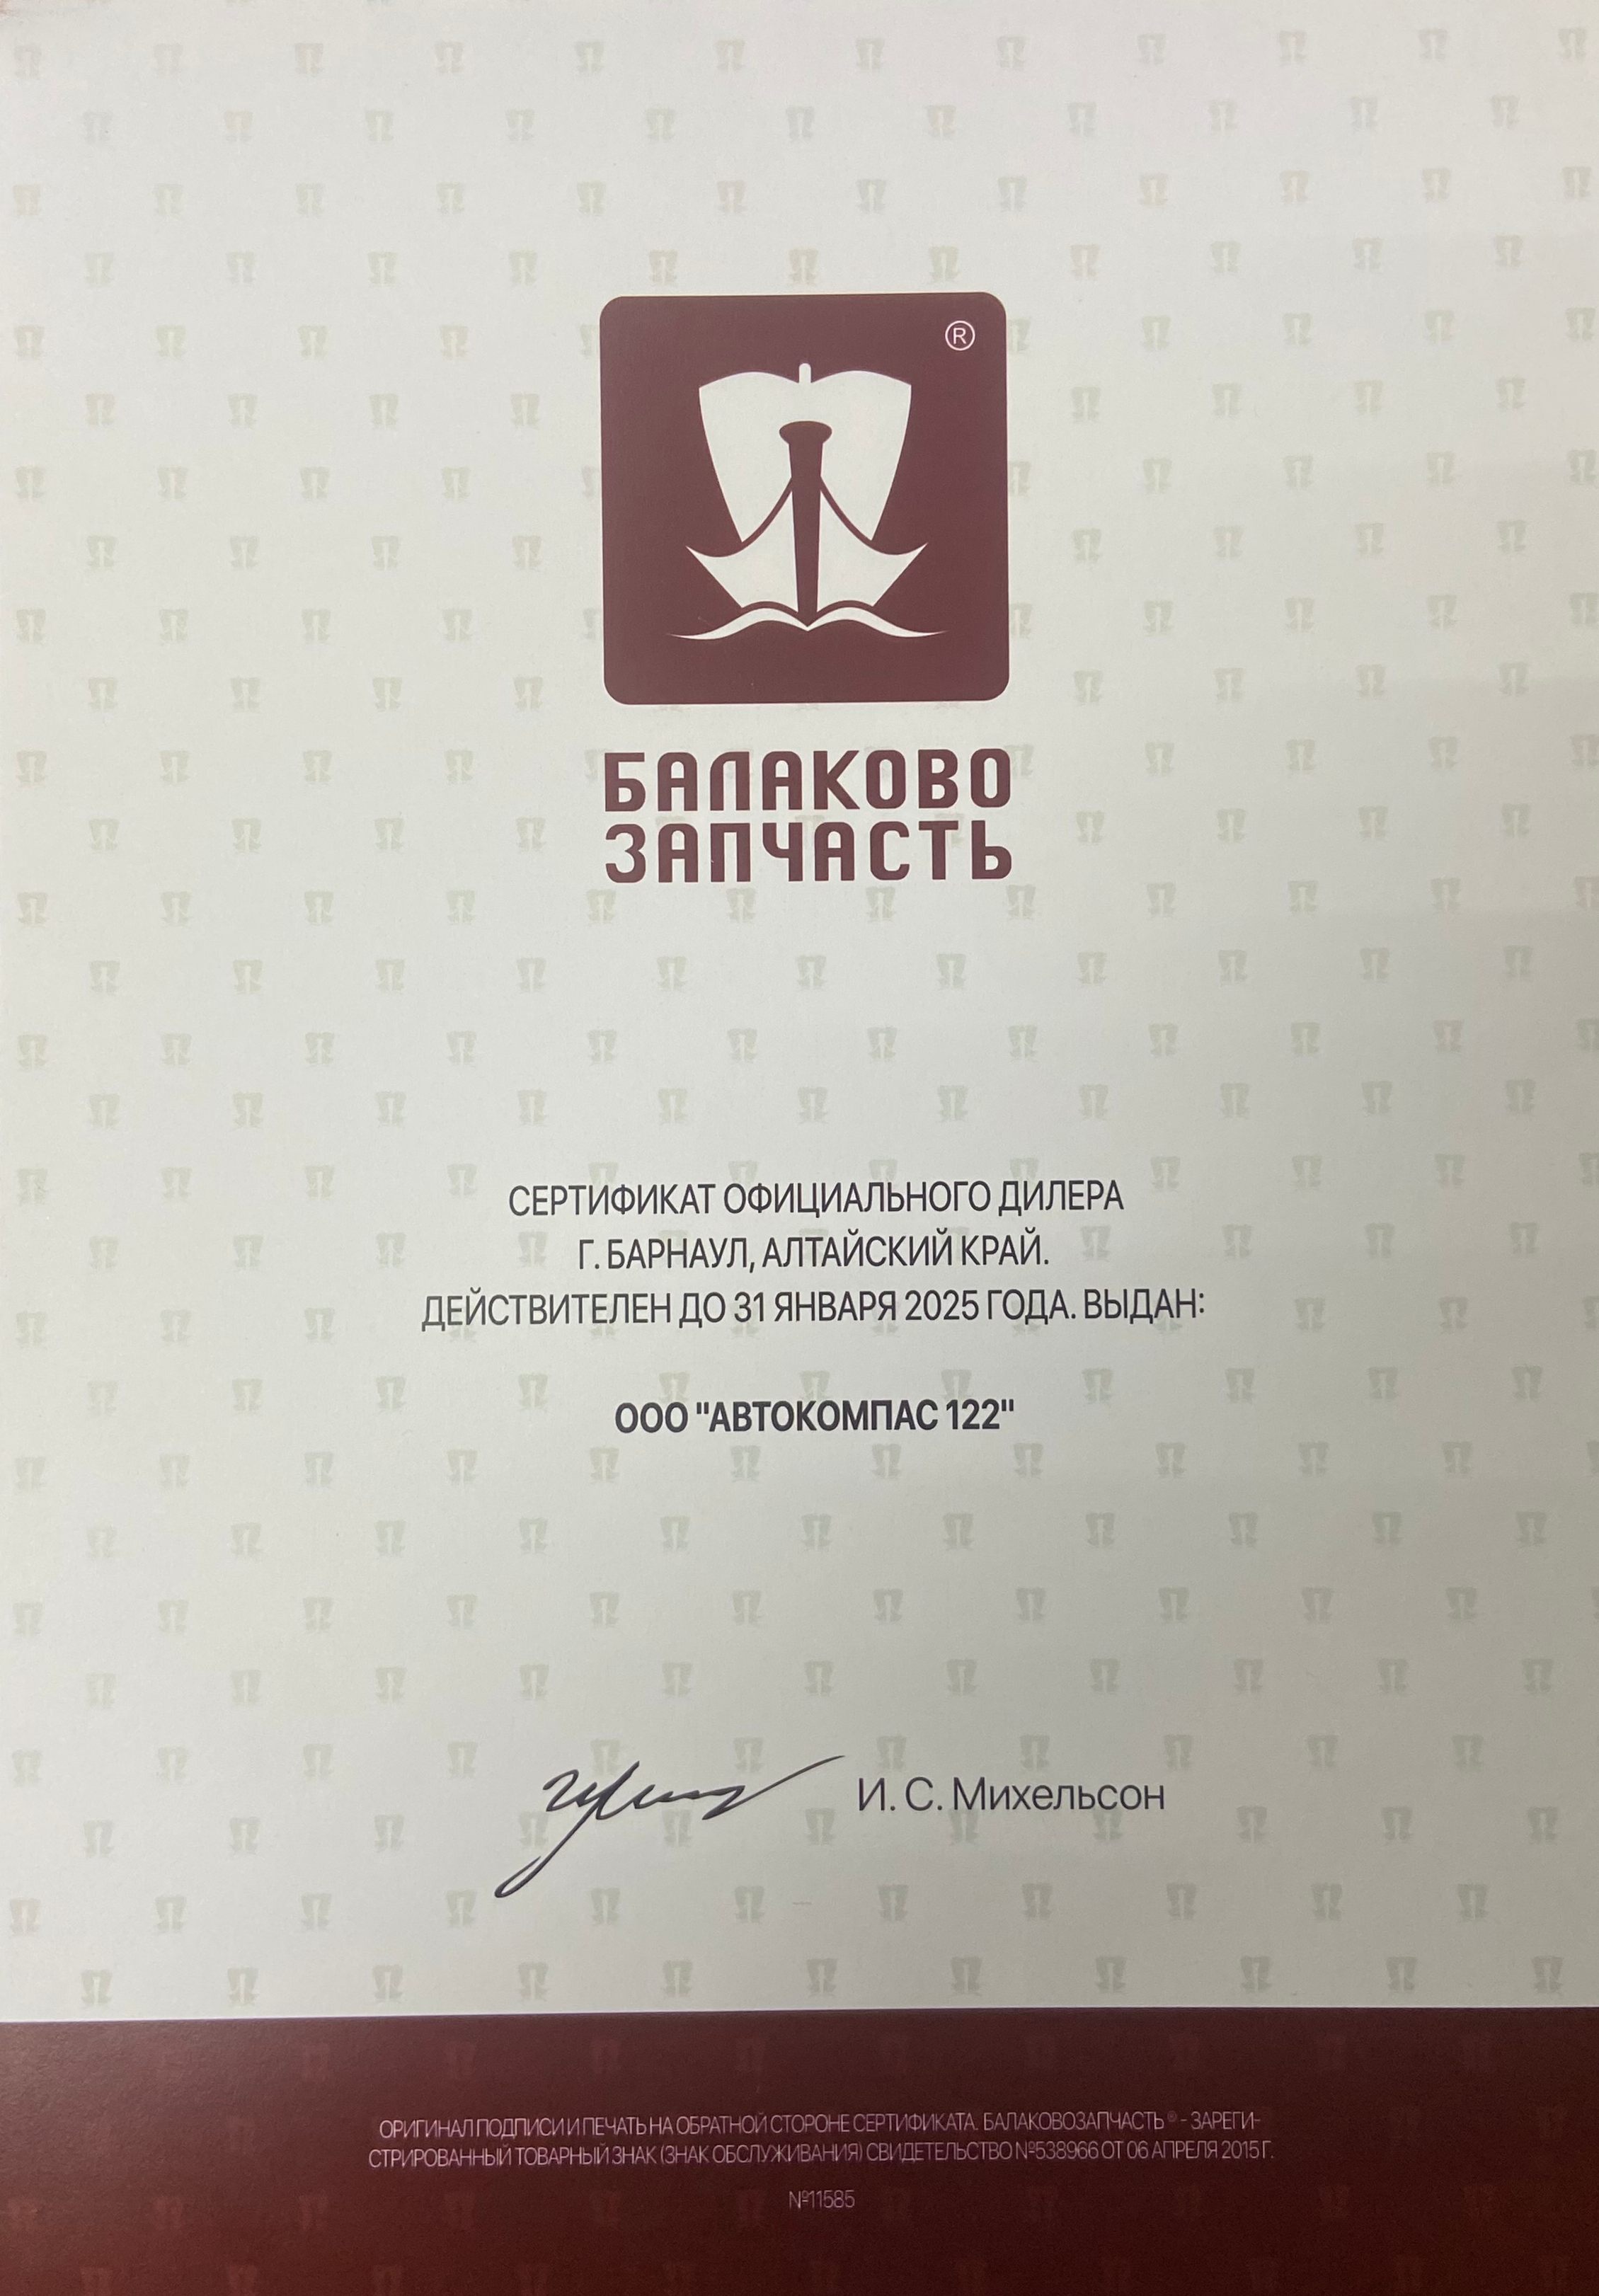 ®
БАЛАКОВО
ЗАПЧАСТЬ
СЕРТИФИКАТ ОФИЦИАЛЬНОГО ДИЛЕРА
Г. БАРНАУЛ, АЛТАЙСКИЙ КРАЙ.
ДЕЙСТВИТЕЛЕН ДО 31 ЯНВАРЯ 2025 ГОДА. ВЫДАН:
ООО "АВТОКОМПАС 122"
И. С. Михельсон
ОРИГИНАЛ ПОДПИСИ И ПЕЧАТЬ НА ОБРАТНОЙ СТОРОНЕ СЕРТИФИКАТА. БАЛАКОВОЗАПЧАСТЬ ® - ЗАРЕГИ-
СТРИРОВАННЫЙ ТОВАРНЫЙ ЗНАК (ЗНАК ОБСЛУЖИВАНИЯ) СВИДЕТЕЛЬСТВО №538966 ОТ 06 АПРЕЛЯ 2015 Г.
№11585